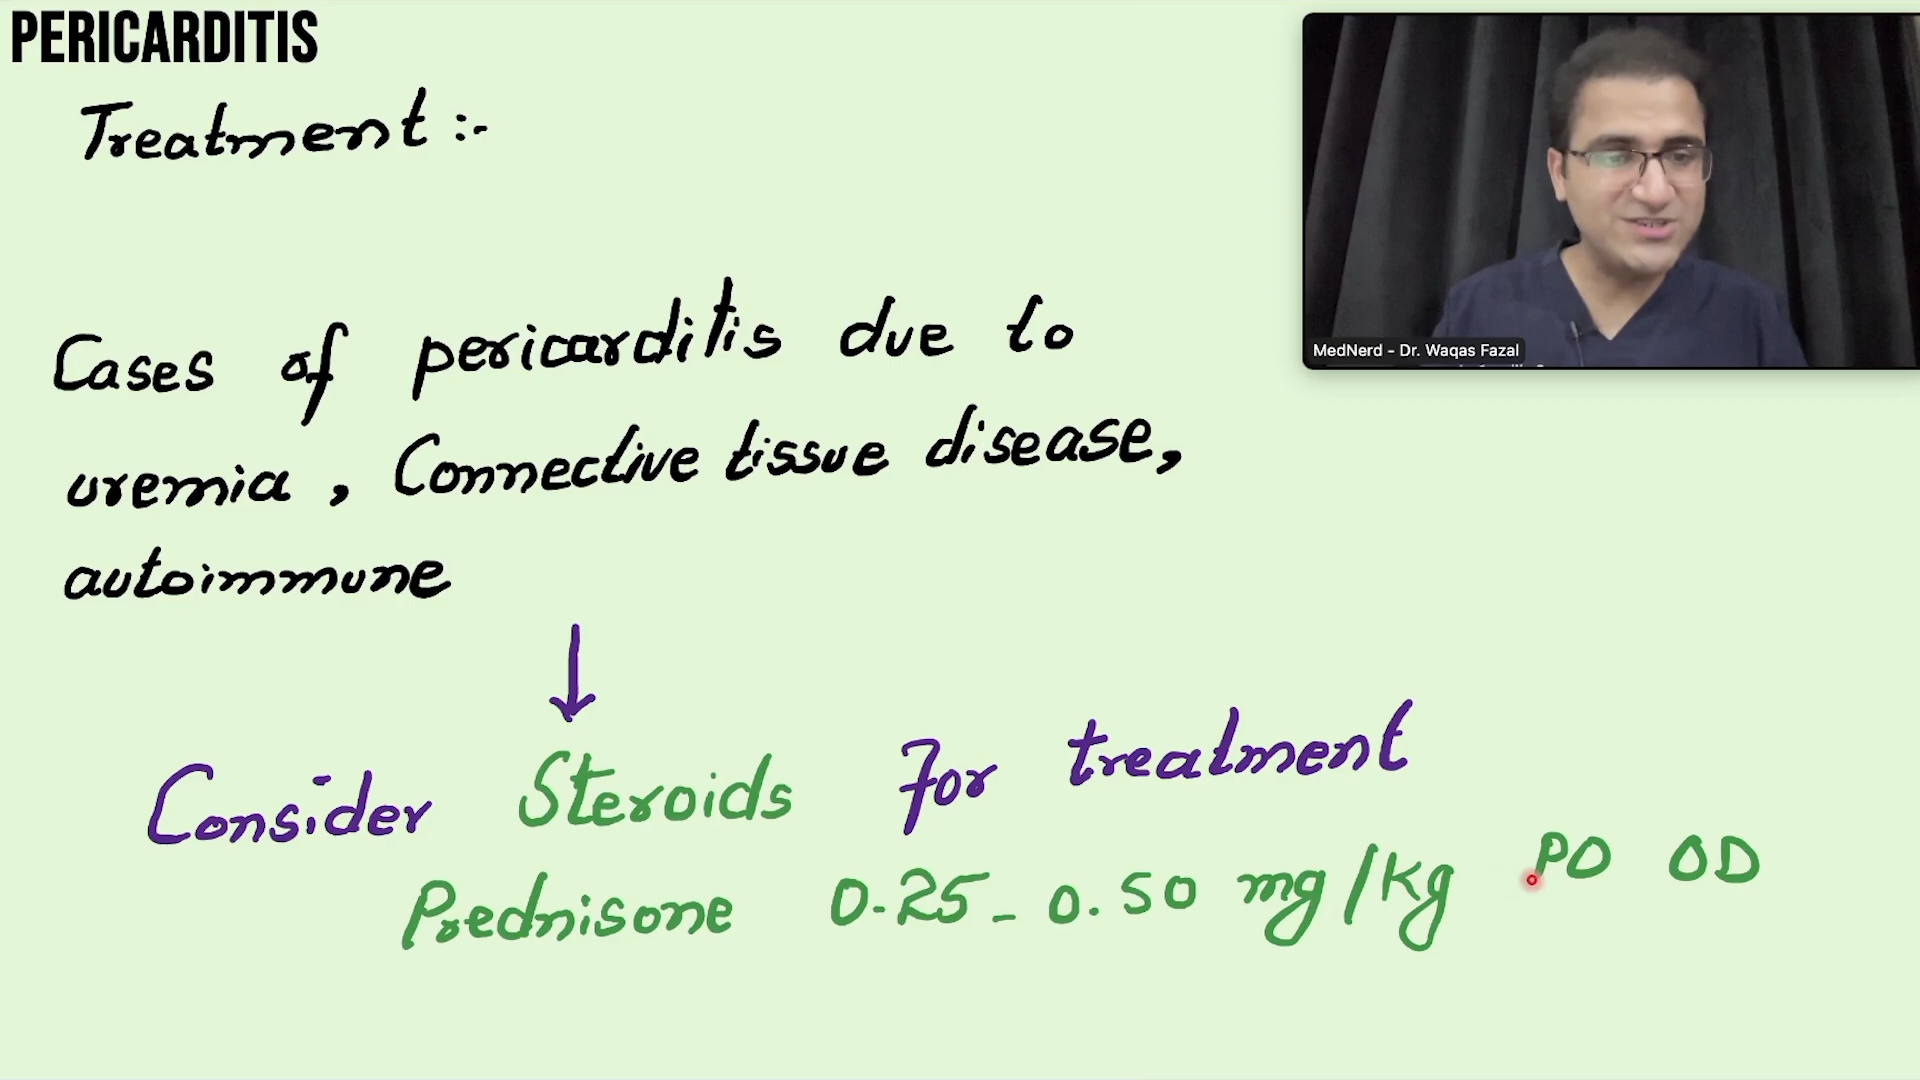 PERICARDITIS
Treatment :-
MedNerd - Dr. Waqas Fazal
Cases of pericarditis due to
uremia , Connective tissue disease,
autoimmune
↓
Consider Steroids For treatment
Prednisone 0.25 - 0.50 mg/kg PO OD